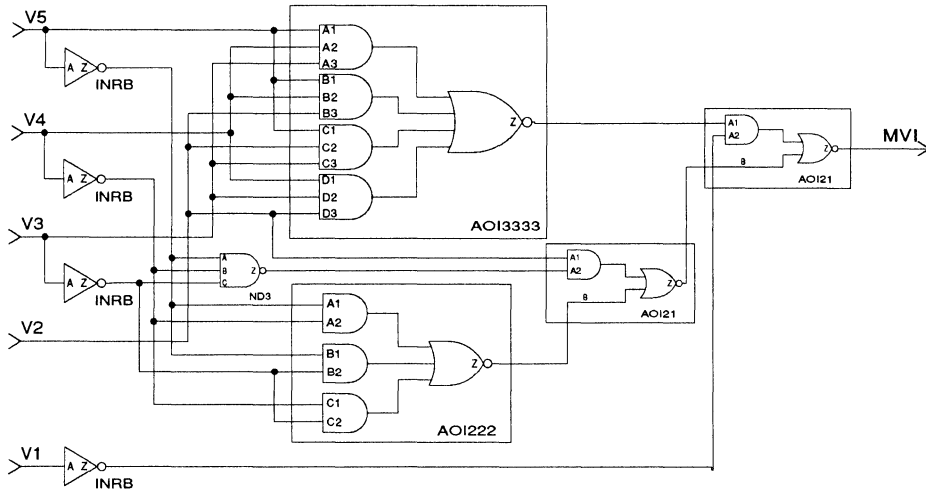 V5
A Z
INRB
V4
A Z
INRB
V3
A Z
INRB
V2
V1
A Z
INRB
A1
A2
A3
B1
B2
B3
C1
C2
C3
D1
D2
D3
Z
AOI3333
A
B
C
Z
ND3
A1
A2
B1
B2
C1
C2
Z
AOI222
A1
A2
B
Z
AOI21
A1
A2
B
Z
AOI21
MVI